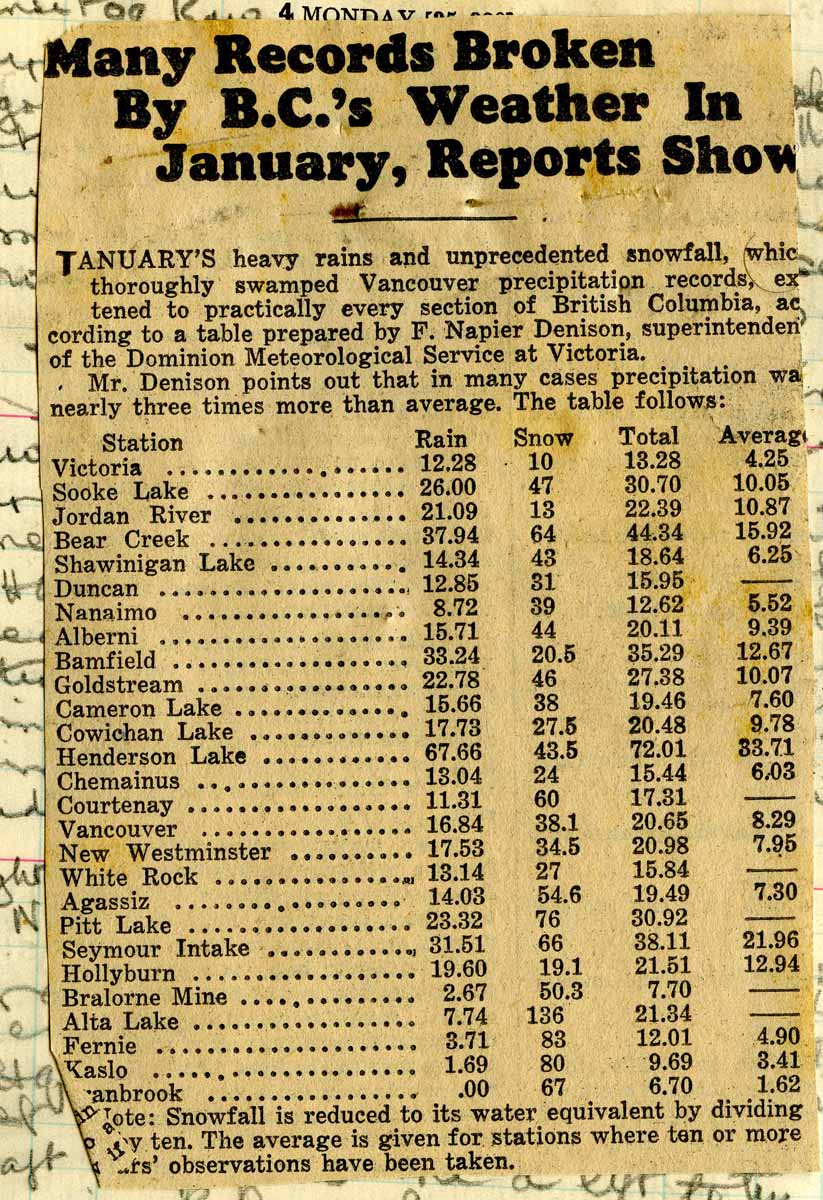 4 MONDAY
Many Records Broken
By B.C.'s Weather In
January, Reports Show
JANUARY'S heavy rains and unprecedented snowfall, whic
thoroughly swamped Vancouver precipitation records, ex
tened to practically every section of British Columbia, ac
cording to a table prepared by F. Napier Denison, superintenden
of the Dominion Meteorological Service at Victoria.
Mr. Denison points out that in many cases precipitation wa
nearly three times more than average. The table follows:
Station Rain Snow Total Average
Victoria .................... 12.28 10 13.28 4.25
Sooke Lake ................ 26.00 47 30.70 10.05
Jordan River .............. 21.09 13 22.39 10.87
Bear Creek ................ 37.94 64 44.34 15.92
Shawinigan Lake ........... 14.34 43 18.64 6.25
Duncan .................... 12.85 31 15.95 ——
Nanaimo .................. 8.72 39 12.62 5.52
Alberni .................... 15.71 44 20.11 9.39
Bamfield ................... 33.24 20.5 35.29 12.67
Goldstream ................. 22.78 46 27.38 10.07
Cameron Lake .............. 15.66 38 19.46 7.60
Cowichan Lake ............. 17.73 27.5 20.48 9.78
Henderson Lake ............ 67.66 43.5 72.01 33.71
Chemainus ................. 13.04 24 15.44 6.03
Courtenay .................. 11.31 60 17.31 ——
Vancouver ................. 16.84 38.1 20.65 8.29
New Westminster .......... 17.53 34.5 20.98 7.95
White Rock ................ 13.14 27 15.84 ——
Agassiz ................... 14.03 54.6 19.49 7.30
Pitt Lake .................. 23.32 76 30.92 ——
Seymour Intake ............ 31.51 66 38.11 21.96
Hollyburn ................. 19.60 19.1 21.51 12.94
Bralorne Mine .............. 2.67 50.3 7.70 ——
Alta Lake .................. 7.74 136 21.34 ——
Fernie ..................... 3.71 83 12.01 4.90
Kaslo ..................... 1.69 80 9.69 3.41
anbrook ................. .00 67 6.70 1.62
ote: Snowfall is reduced to its water equivalent by dividing
y ten. The average is given for stations where ten or more
rs' observations have been taken.